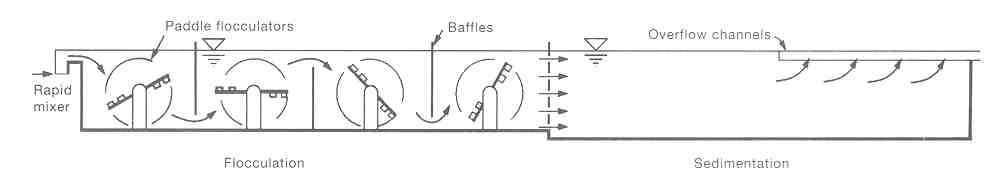 Paddle flocculators
Baffles
Overflow channels
Rapid
mixer
Flocculation
Sedimentation